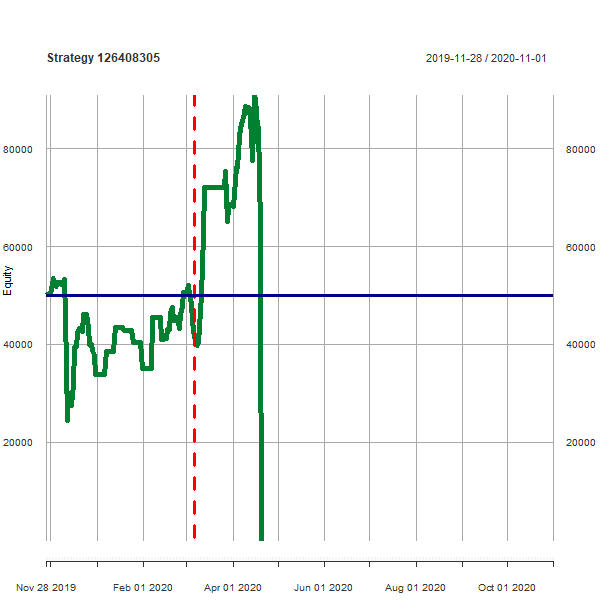 Strategy 126408305
2019-11-28 / 2020-11-01
80000
80000
60000
60000
Equity
40000
40000
20000
20000
Nov 28 2019
Feb 01 2020
Apr 01 2020
Jun 01 2020
Aug 01 2020
Oct 01 2020